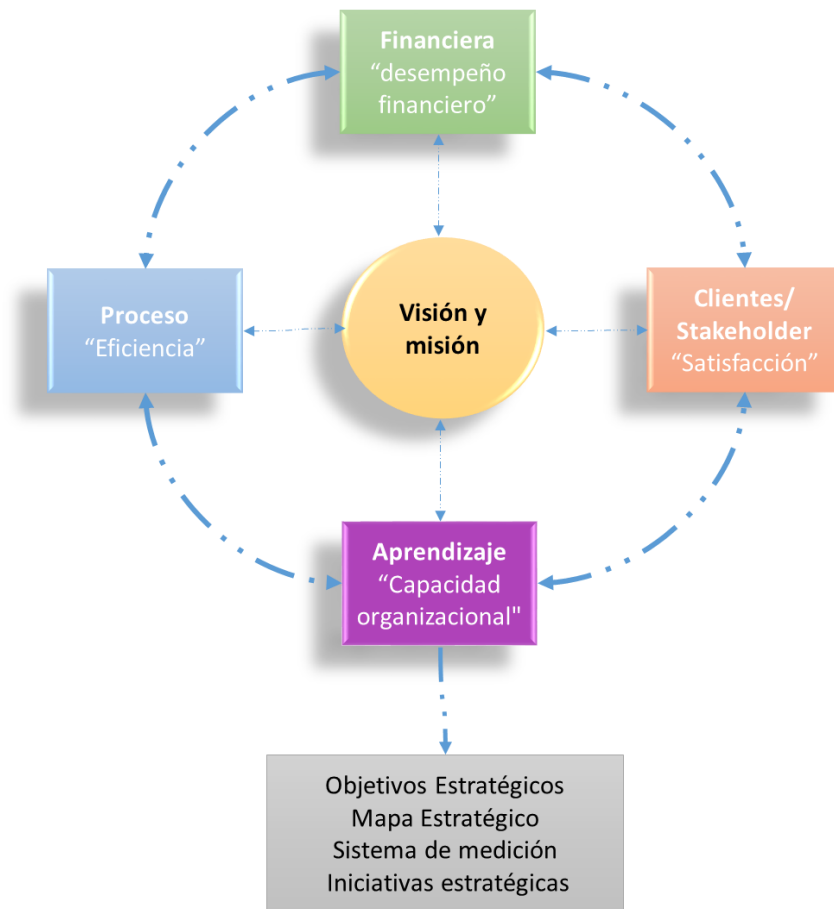 Financiera
“desempeño
financiero”
Proceso
“Eficiencia”
Visión y
misión
Clientes/
Stakeholder
“Satisfacción”
Aprendizaje
“Capacidad
organizacional"
Objetivos Estratégicos
Mapa Estratégico
Sistema de medición
Iniciativas estratégicas